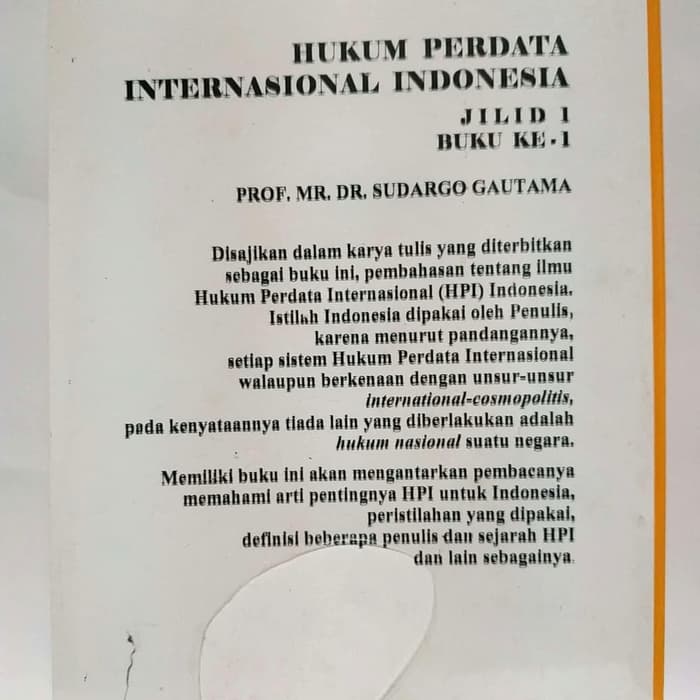 HUKUM PERDATA
INTERNASIONAL INDONESIA
JILID 1
BUKU KE-1
PROF. MR. DR. SUDARGO GAUTAMA
Disajikan dalam karya tulis yang diterbitkan
sebagai buku ini, pembahasan tentang ilmu
Hukum Perdata Internasional (HPI) Indonesia.
Istilah Indonesia dipakai oleh Penulis,
karena menurut pandangannya,
setiap sistem Hukum Perdata Internasional
walaupun berkenaan dengan unsur-unsur
international-cosmopolitis,
pada kenyataannya tiada lain yang diberlakukan adalah
hukum nasional suatu negara.
Memiliki buku ini akan mengantarkan pembacanya
memahami arti pentingnya HPI untuk Indonesia,
peristilahan yang dipakai,
definisi beberapa penulis dan sejarah HPI
dan lain sebagainya.